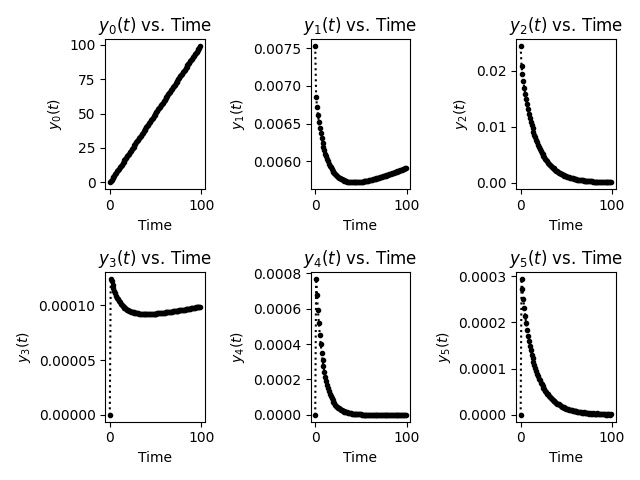 y₀(t) vs. Time
y₁(t) vs. Time
y₂(t) vs. Time
100
75
50
25
0
y₀(t)
0
100
Time
0.0075
0.0070
0.0065
0.0060
y₁(t)
0
100
Time
0.02
0.01
0.00
y₂(t)
0
100
Time
y₃(t) vs. Time
y₄(t) vs. Time
y₅(t) vs. Time
0.00010
0.00005
0.00000
y₃(t)
0
100
Time
0.0008
0.0006
0.0004
0.0002
0.0000
y₄(t)
0
100
Time
0.0003
0.0002
0.0001
0.0000
y₅(t)
0
100
Time